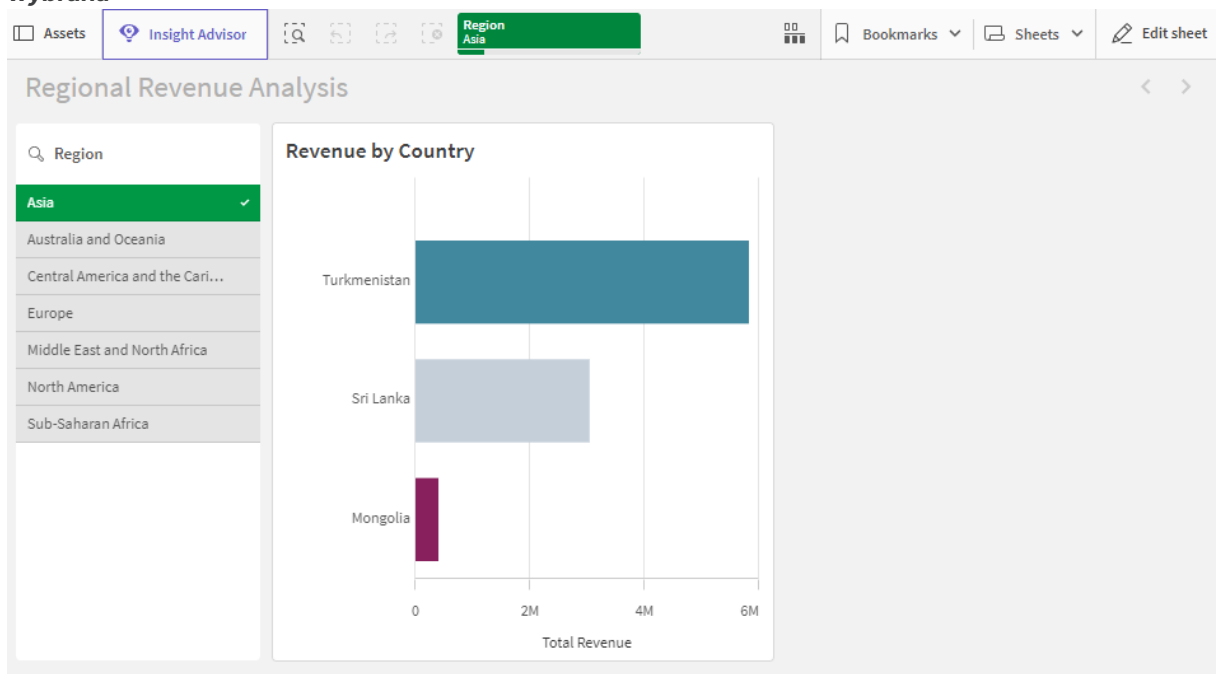 Assets
Insight Advisor
Region
Asia
Bookmarks
Sheets
Edit sheet
Regional Revenue Analysis
Region
Asia
Australia and Oceania
Central America and the Cari...
Europe
Middle East and North Africa
North America
Sub-Saharan Africa
Revenue by Country
Turkmenistan
Sri Lanka
Mongolia
0 2M 4M 6M
Total Revenue